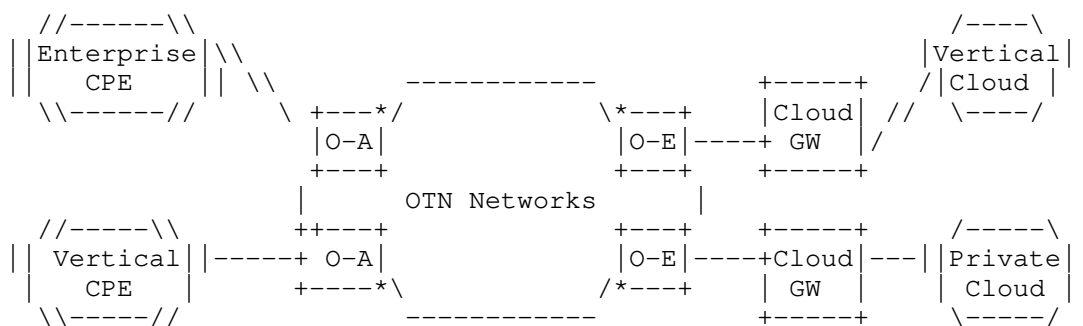 Enterprise Vertical
CPE Cloud
Cloud
O-A O-E GW
OTN Networks
Vertical O-A O-E Cloud Private
CPE GW Cloud